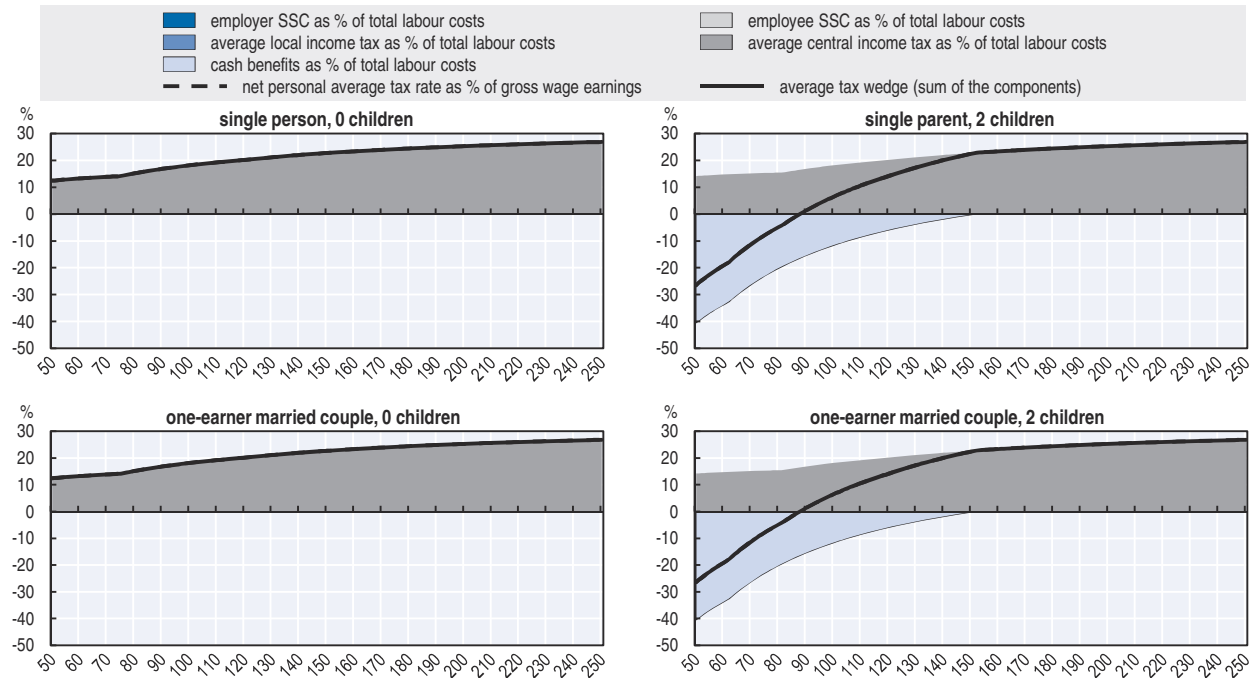 employer SSC as % of total labour costs
employee SSC as % of total labour costs
average local income tax as % of total labour costs
average central income tax as % of total labour costs
cash benefits as % of total labour costs
net personal average tax rate as % of gross wage earnings
average tax wedge (sum of the components)
%
single person, 0 children
30
20
10
0
-10
-20
-30
-40
-50
50 60 70 80 90 100 110 120 130 140 150 160 170 180 190 200 210 220 230 240 250
%
single parent, 2 children
30
20
10
0
-10
-20
-30
-40
-50
50 60 70 80 90 100 110 120 130 140 150 160 170 180 190 200 210 220 230 240 250
%
one-earner married couple, 0 children
30
20
10
0
-10
-20
-30
-40
-50
50 60 70 80 90 100 110 120 130 140 150 160 170 180 190 200 210 220 230 240 250
%
one-earner married couple, 2 children
30
20
10
0
-10
-20
-30
-40
-50
50 60 70 80 90 100 110 120 130 140 150 160 170 180 190 200 210 220 230 240 250